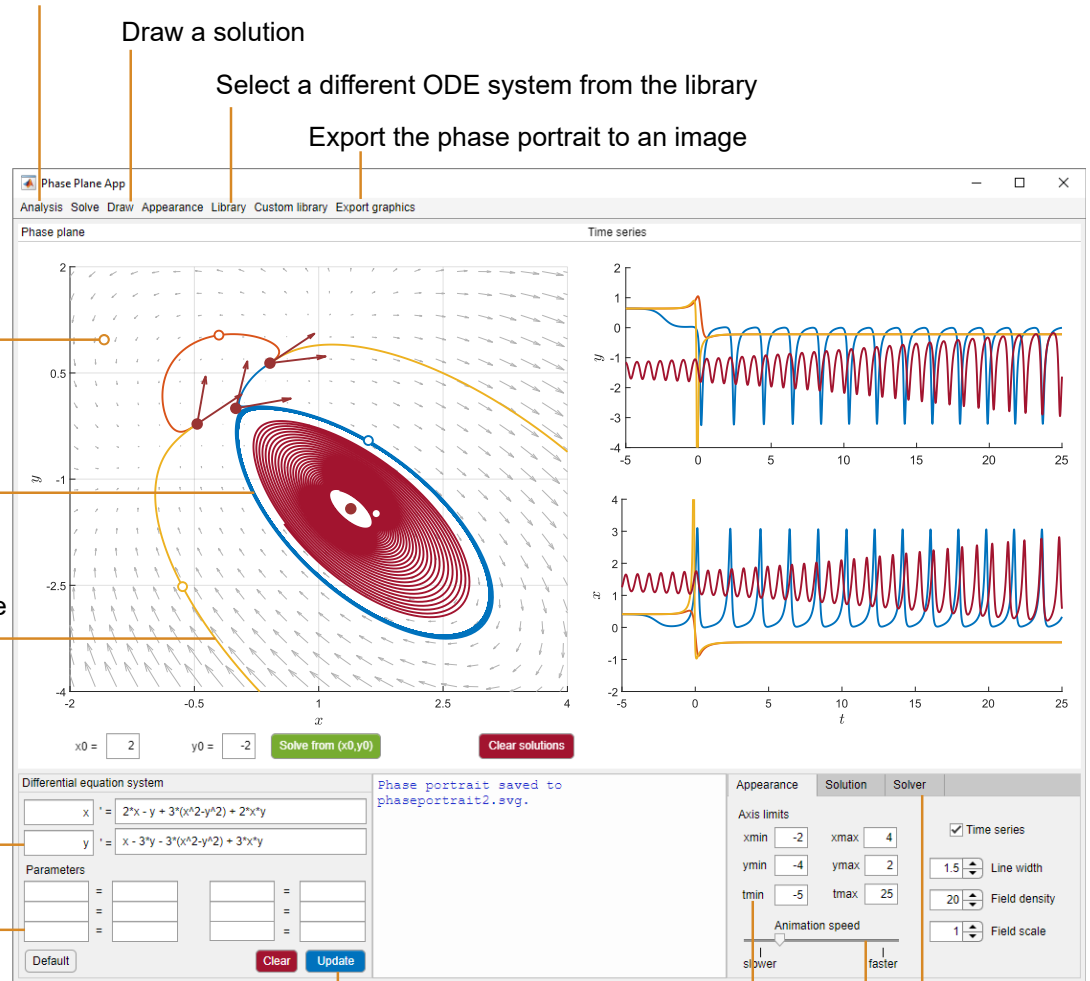 Draw a solution
Select a different ODE system from the library
Export the phase portrait to an image
Phase Plane App
Analysis Solve Draw Appearance Library Custom library Export graphics
Phase plane
Time series
2
0.5
-1
-2.5
-4
y
-2 -0.5 1 2.5 4
x
2
1
0
-1
-2
-3
-4
y
-5 0 5 10 15 20 25
4
3
2
1
0
-1
-2
x
-5 0 5 10 15 20 25
t
e
x0 = 2 y0 = -2 Solve from (x0,y0) Clear solutions
Differential equation system
x ' = 2*x - y + 3*(x^2-y^2) + 2*x*y
y ' = x - 3*y - 3*(x^2-y^2) + 3*x*y
Parameters
= =
= =
= =
Default Clear Update
Phase portrait saved to
phaseportrait2.svg.
Appearance Solution Solver
Axis limits
xmin -2 xmax 4
ymin -4 ymax 2
tmin -5 tmax 25
Animation speed
slower faster
Time series
1.5 Line width
20 Field density
1 Field scale